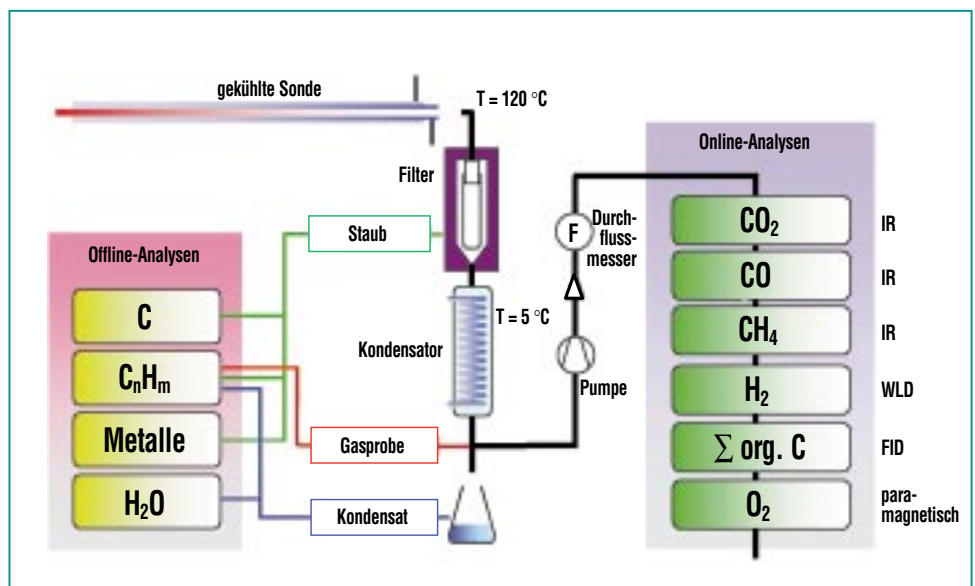 gekühlte Sonde
T = 120 °C
Filter
Staub
Offline-Analysen
C
CnHm
Metalle
H2O
Kondensator
T = 5 °C
Gasprobe
Kondensat
F
Durch-
fluss-
messer
Pumpe
Online-Analysen
CO2
IR
CO
IR
CH4
IR
H2
WLD
∑ org. C
FID
O2
para-
magnetisch